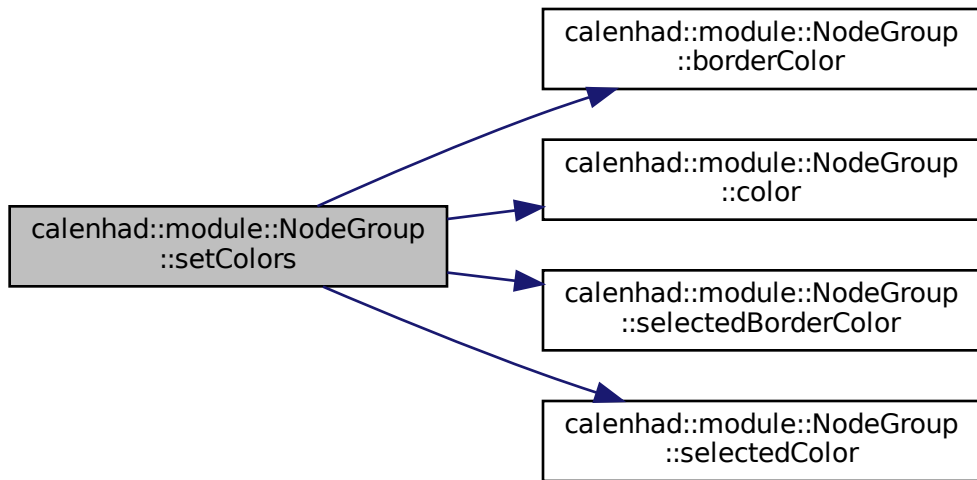 calenhad::module::NodeGroup
::borderColor
calenhad::module::NodeGroup
::color
calenhad::module::NodeGroup
::setColors
calenhad::module::NodeGroup
::selectedBorderColor
calenhad::module::NodeGroup
::selectedColor